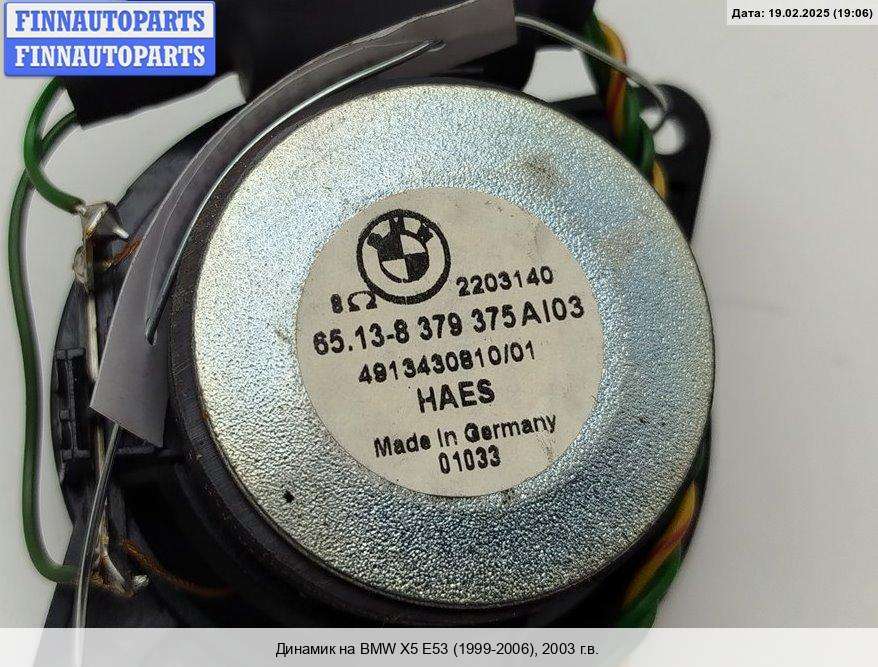 FINNAUTOPARTS
FINNAUTOPARTS
Дата: 19.02.2025 (19:06)
8Ω
2203140
65.13-8 379 375 AI03
4913430810/01
HAES
Made In Germany
01033
Динамик на BMW X5 E53 (1999-2006), 2003 г.в.